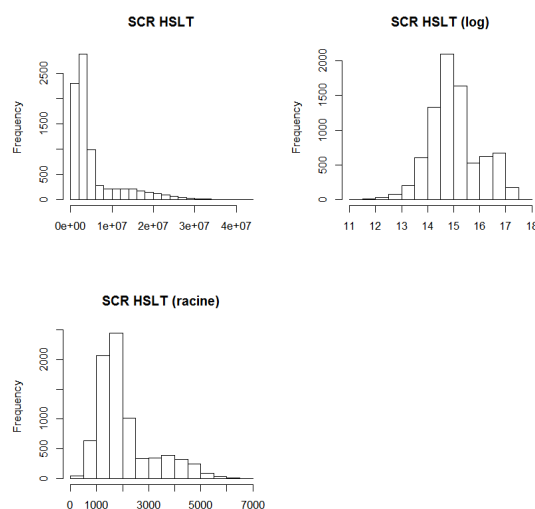 SCR HSLT
Frequency
0 500 1500 2500
0e+00 1e+07 2e+07 3e+07 4e+07
SCR HSLT (log)
Frequency
0 500 1000 1500 2000
11 12 13 14 15 16 17 18
SCR HSLT (racine)
Frequency
0 500 1000 2000
0 1000 3000 5000 7000